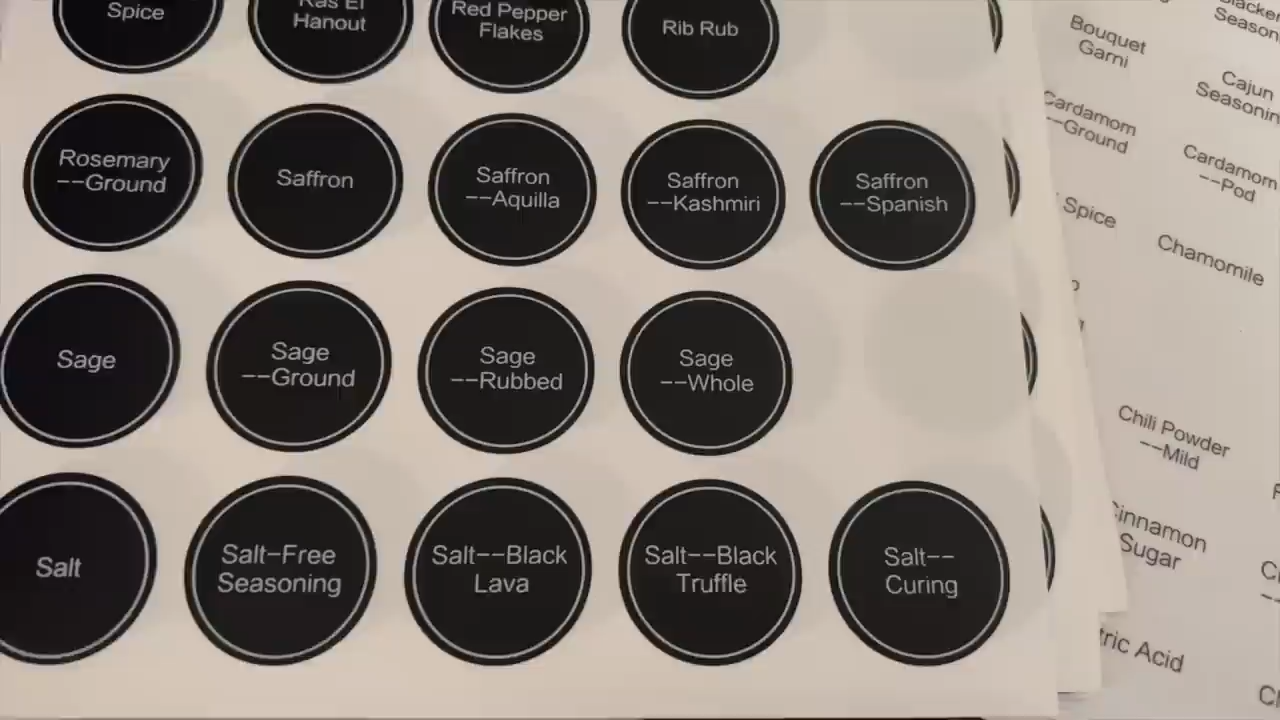 Spice
Ras El
Hanout
Red Pepper
Flakes
Rib Rub
Rosemary
--Ground
Saffron
Saffron
--Aquilla
Saffron
--Kashmiri
Saffron
--Spanish
Sage
Sage
--Ground
Sage
--Rubbed
Sage
--Whole
Salt
Salt-Free
Seasoning
Salt--Black
Lava
Salt--Black
Truffle
Salt--
Curing
Bouquet
Garni
Cajun
Cardamom
--Ground
Cardamom
--Pod
Spice
Chamomile
Chili Powder
--Mild
Cinnamon
Sugar
Acid